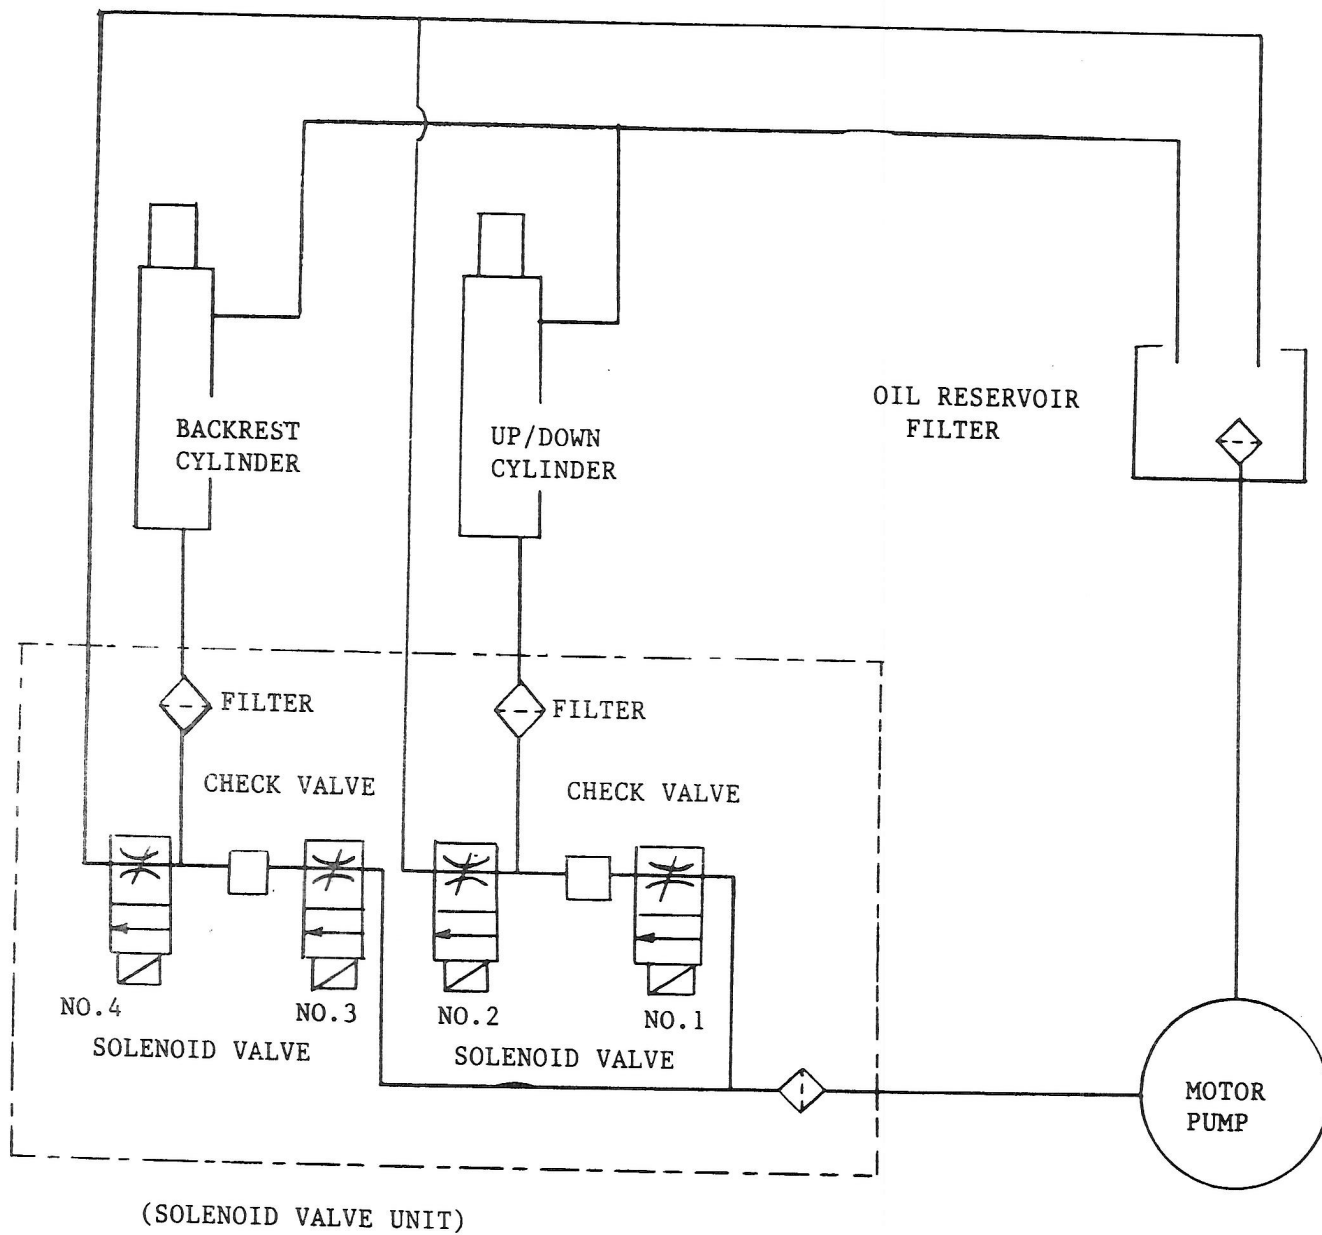 OIL RESERVOIR
FILTER
BACKREST
CYLINDER
UP/DOWN
CYLINDER
FILTER
FILTER
CHECK VALVE
CHECK VALVE
NO.4
NO.3
NO.2
NO.1
SOLENOID VALVE
SOLENOID VALVE
MOTOR
PUMP
(SOLENOID VALVE UNIT)